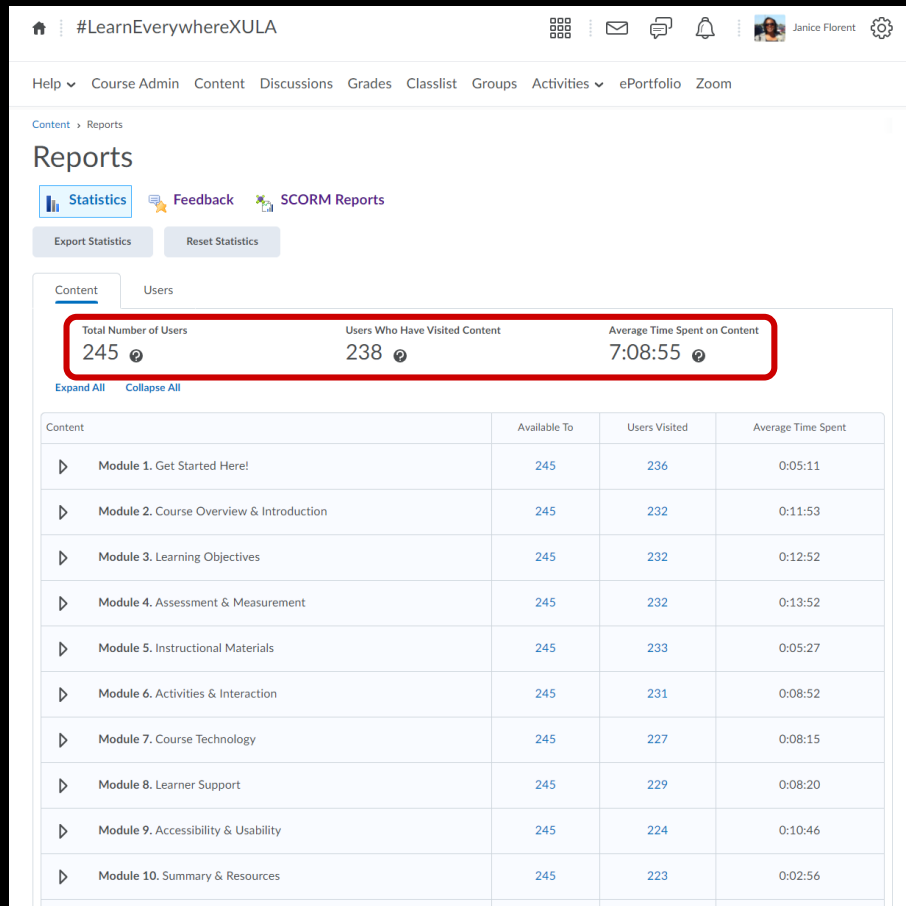 #LearnEverywhereXULA Janice Florent
Help Course Admin Content Discussions Grades Classlist Groups Activities ePortfolio Zoom
Content › Reports
Reports
Statistics Feedback SCORM Reports
Export Statistics Reset Statistics
Content Users
Total Number of Users Users Who Have Visited Content Average Time Spent on Content
245 ? 238 ? 7:08:55 ?
Expand All Collapse All
Content Available To Users Visited Average Time Spent
Module 1. Get Started Here! 245 236 0:05:11
Module 2. Course Overview & Introduction 245 232 0:11:53
Module 3. Learning Objectives 245 232 0:12:52
Module 4. Assessment & Measurement 245 232 0:13:52
Module 5. Instructional Materials 245 233 0:05:27
Module 6. Activities & Interaction 245 231 0:08:52
Module 7. Course Technology 245 227 0:08:15
Module 8. Learner Support 245 229 0:08:20
Module 9. Accessibility & Usability 245 224 0:10:46
Module 10. Summary & Resources 245 223 0:02:56